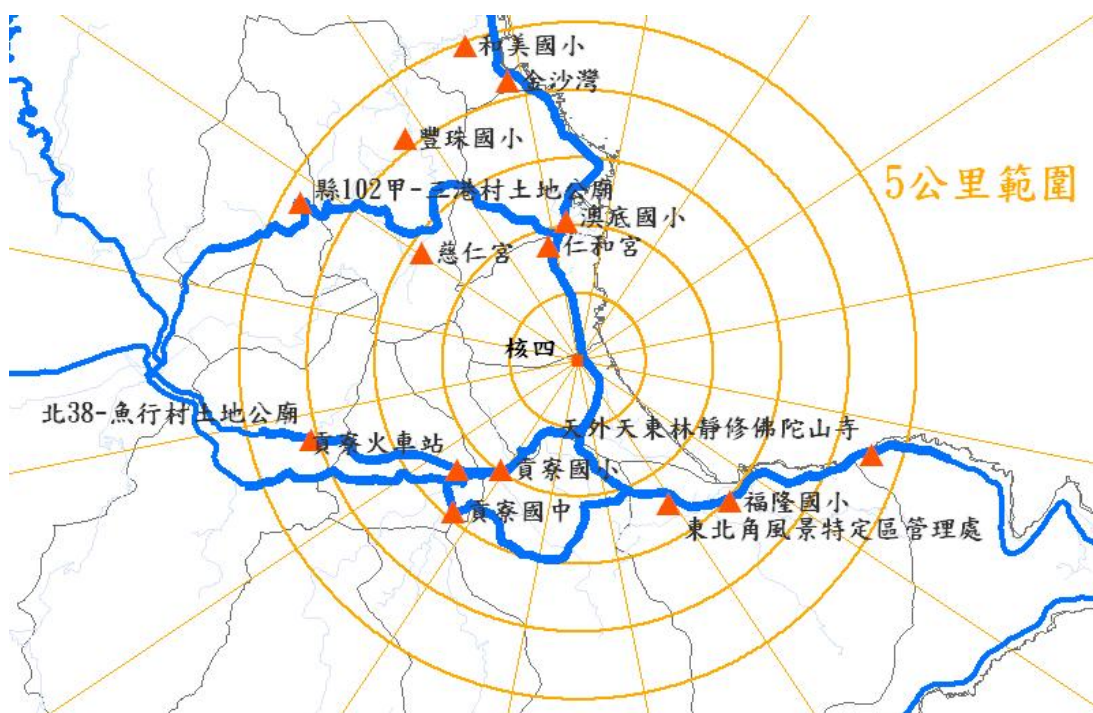 和美國小
金沙灣
豐珠國小
5公里範圍
縣102甲-三港村土地公廟
澳底國小
慈仁宮
仁和宮
核四
北38-魚行村土地公廟
天外天東林靜修佛陀山寺
貢寮火車站
貢寮國小
貢寮國中
福隆國小
東北角風景特定區管理處